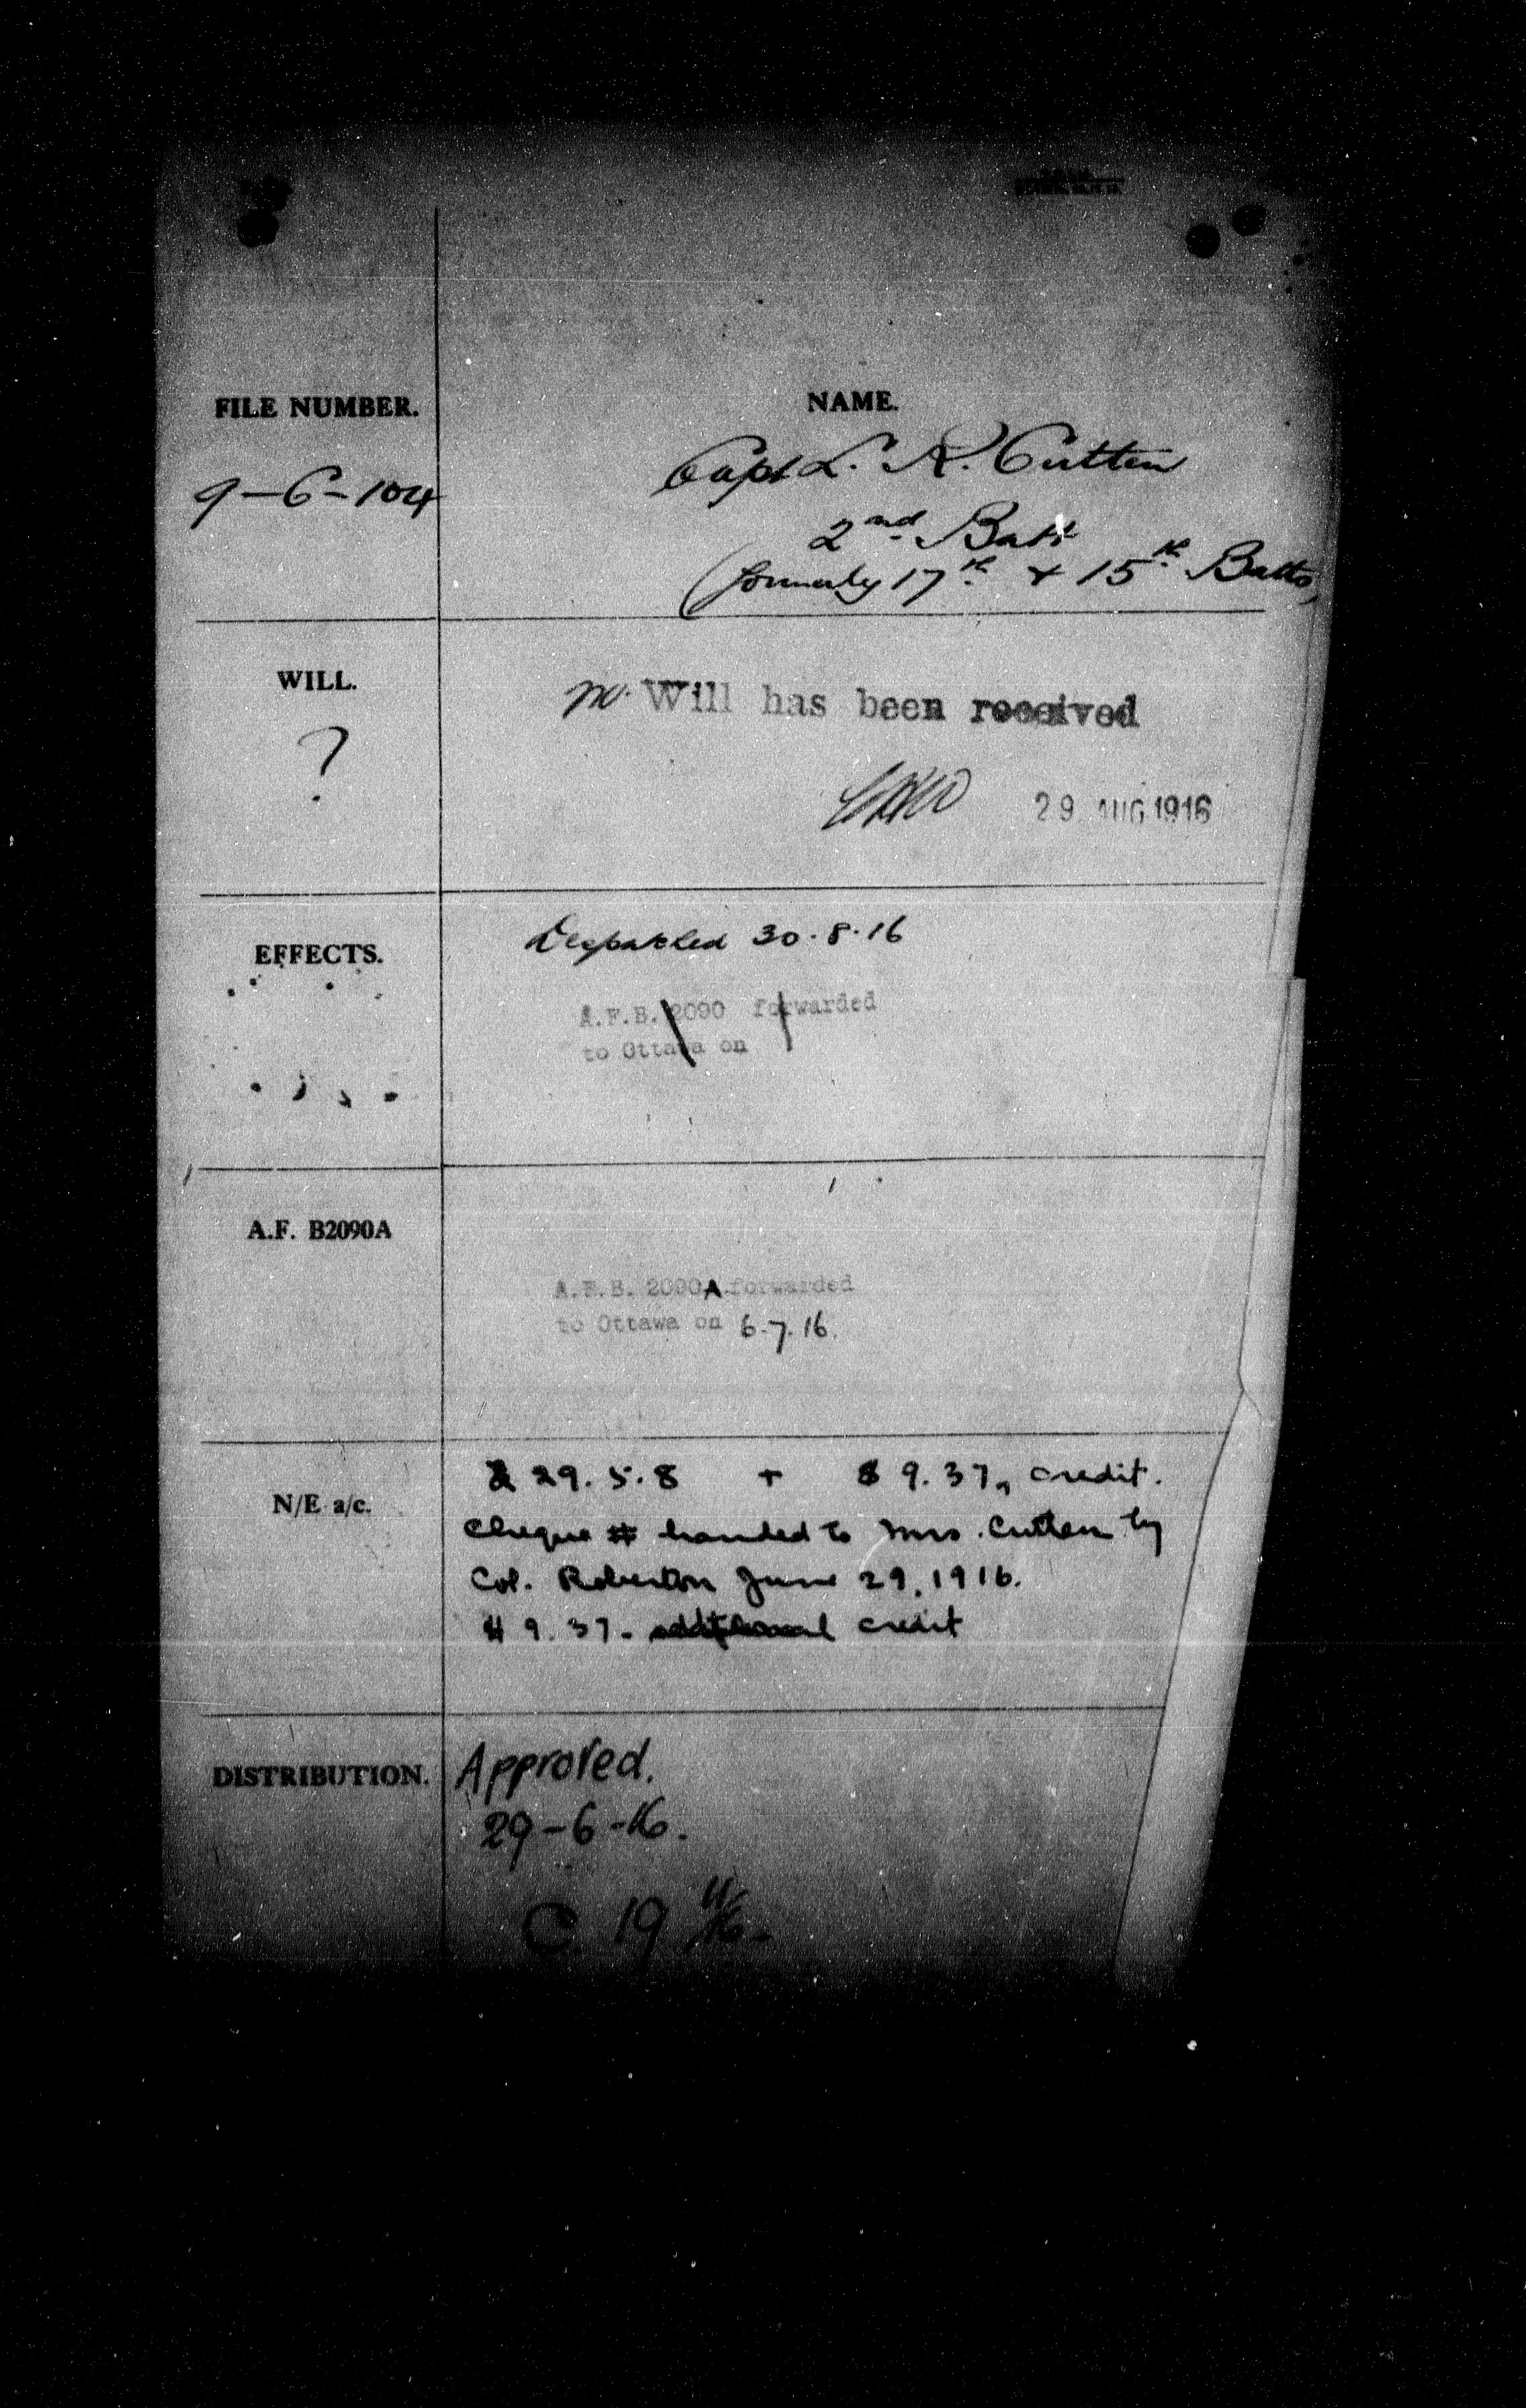 FILE NUMBER.
NAME.
9-6-104
Capt L. A. Cutten
2nd. Batt
(formerly 17th. & 15th. Batts,
WILL.
?
no. Will has been received
29 AUG 1916
EFFECTS.
Despatched 30.8.16
A.F.B. 2090 forwarded
to Ottawa on
A.F. B2090A
A.F.B. 2090A forwarded
to Ottawa on 6.7.16.
N/E a/c.
£ 29.5.8 + $ 9.37, credit.
Cheque # handed to Mrs. Cutten by
Col. Roberton June 29, 1916.
$ 9.37 - additional credit
DISTRIBUTION.
Approved.
29-6-16.
C. 19 11/16.